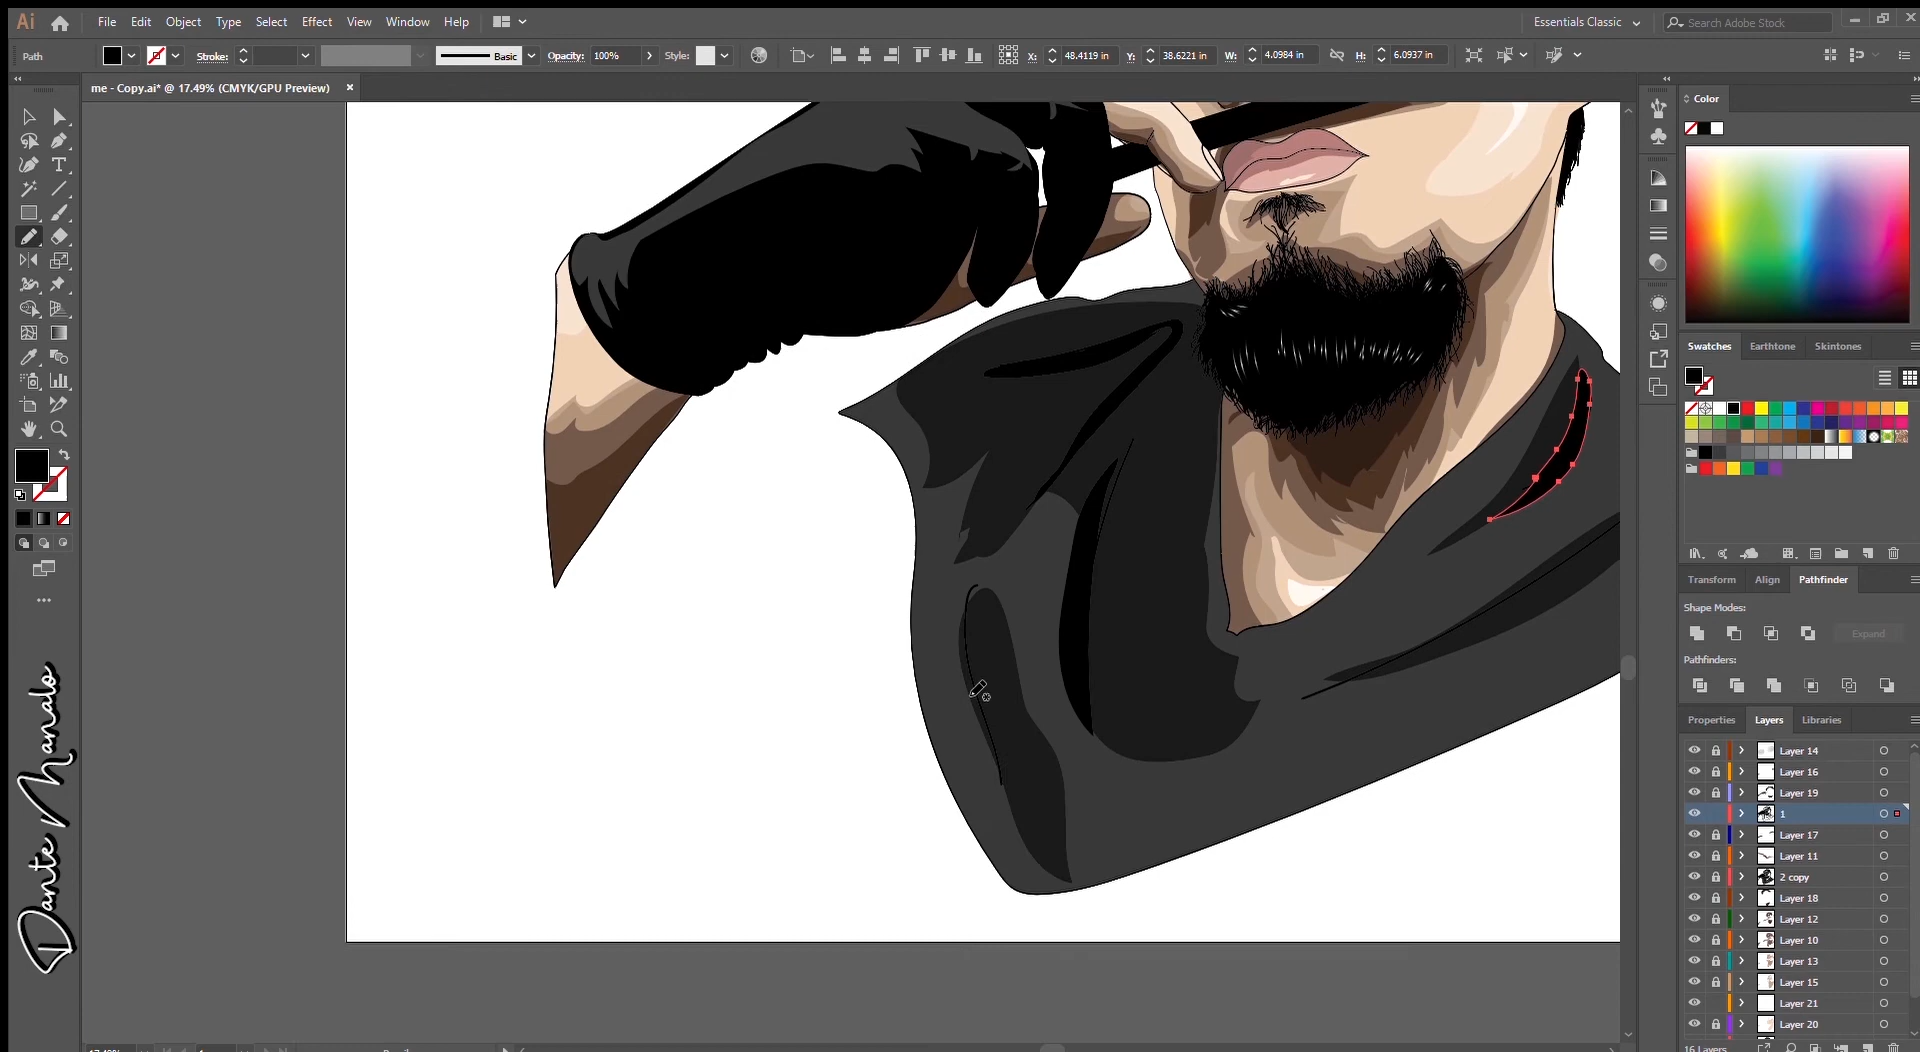 Ai File Edit Object Type Select Effect View Window Help Essentials Classic Search Adobe Stock
Path Stroke: Basic Opacity: 100% Style: X: 48.4119 in Y: 38.6221 in W: 4.0984 in H: 6.0937 in
me - Copy.ai* @ 17.49% (CMYK/GPU Preview)
Color
Swatches Earthtone Skintones
Transform Align Pathfinder
Shape Modes:
Expand
Pathfinders:
Properties Layers Libraries
Layer 14
Layer 16
Layer 19
1
Layer 17
Layer 11
2 copy
Layer 18
Layer 12
Layer 10
Layer 13
Layer 15
Layer 21
Layer 20
16 Layers
Dante Manalo